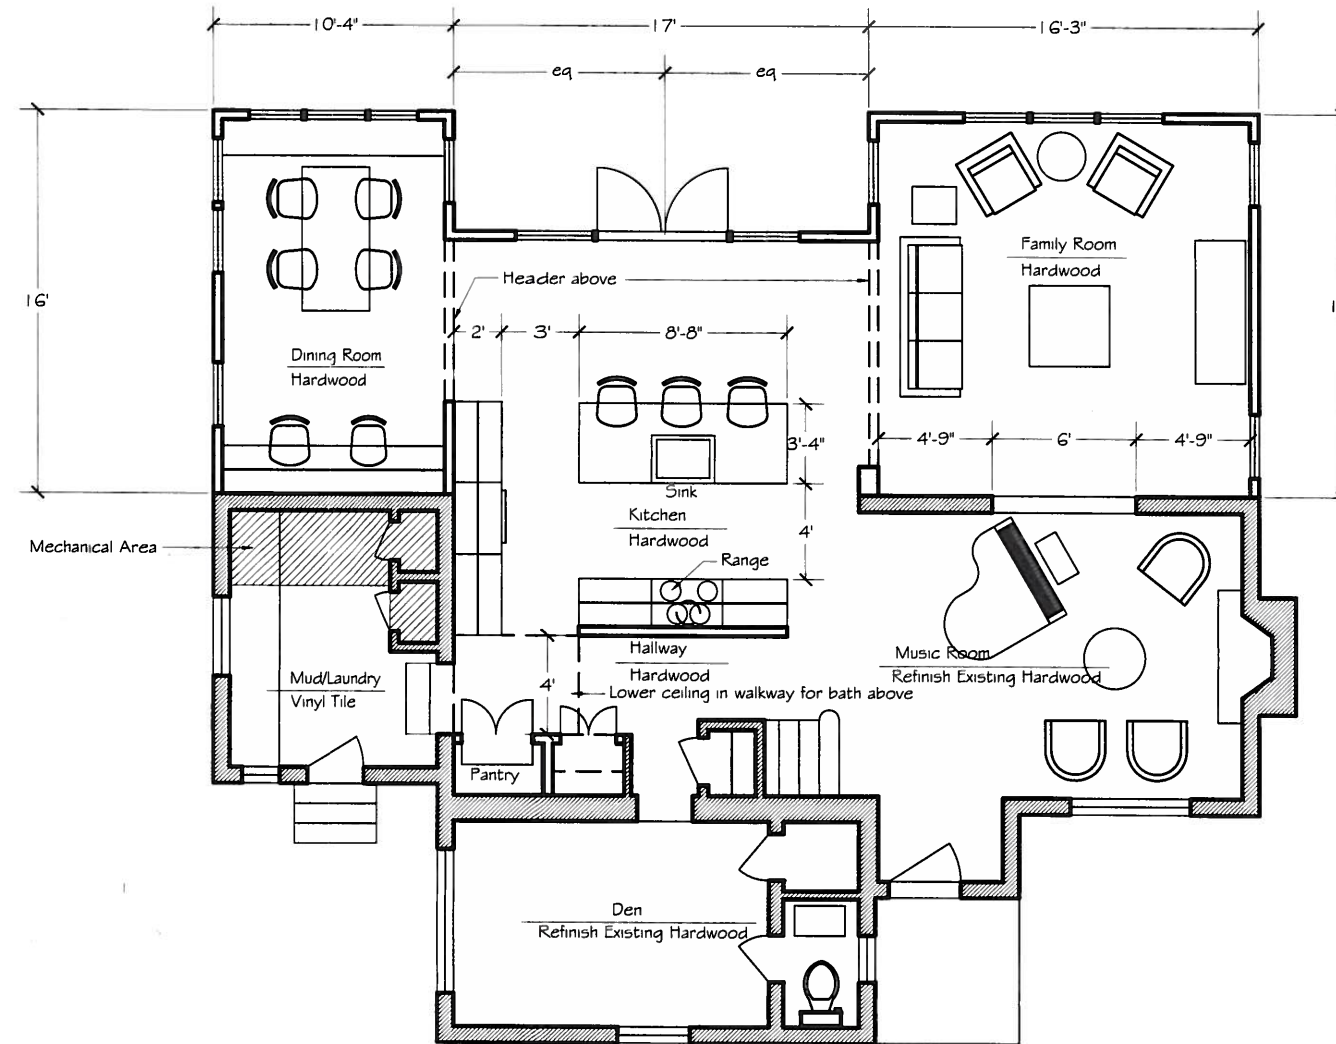 10'-4" 17' 16'-3"
eq eq
Header above
Family Room
Hardwood
16'
2' 3' 8'-8"
Dining Room
Hardwood
4'-9" 6' 4'-9"
3'-4"
Sink
Kitchen
Hardwood
4'
Mechanical Area
Range
Hallway
Hardwood
Music Room
Refinish Existing Hardwood
Mud/Laundry
Vinyl Tile
4'
Lower ceiling in walkway for bath above
Pantry
Den
Refinish Existing Hardwood